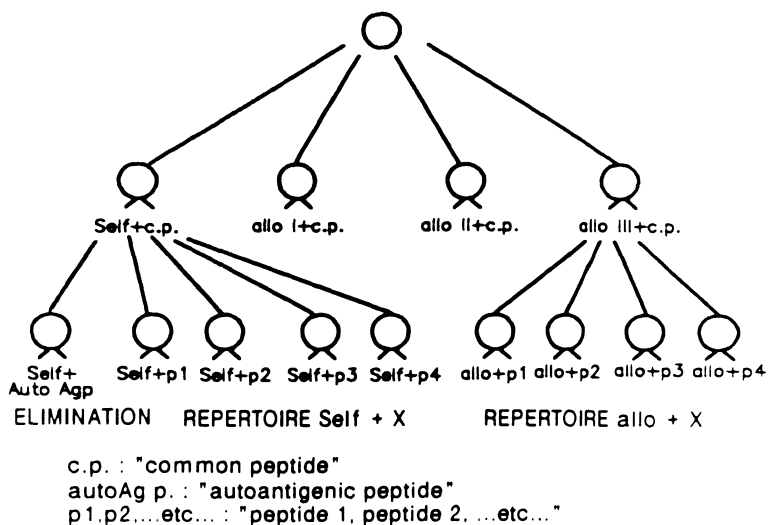 Self+c.p. allo I+c.p. allo II+c.p. allo III+c.p.
Self+ Self+p1 Self+p2 Self+p3 Self+p4 allo+p1 allo+p2 allo+p3 allo+p4
Auto Agp
ELIMINATION REPERTOIRE Self + X REPERTOIRE allo + X
c.p. : "common peptide"
autoAg p. : "autoantigenic peptide"
p1,p2,...etc... : "peptide 1, peptide 2, ...etc..."